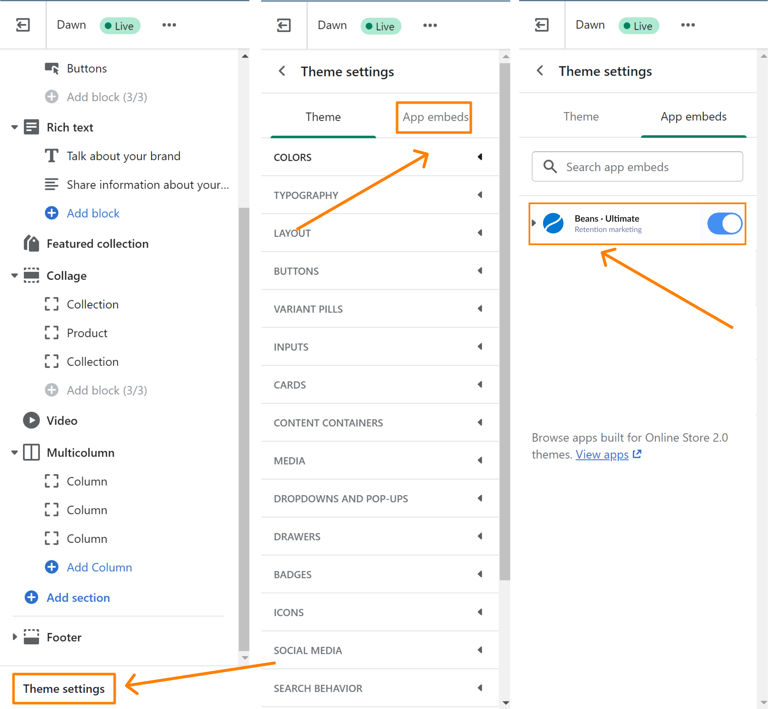 Dawn
Live
Buttons
Add block (3/3)
Rich text
Talk about your brand
Share information about your...
Add block
Featured collection
Collage
Collection
Product
Collection
Add block (3/3)
Video
Multicolumn
Column
Column
Column
Add Column
Add section
Footer
Theme settings
Dawn
Live
Theme settings
Theme
App embeds
COLORS
TYPOGRAPHY
LAYOUT
BUTTONS
VARIANT PILLS
INPUTS
CARDS
CONTENT CONTAINERS
MEDIA
DROPDOWNS AND POP-UPS
DRAWERS
BADGES
ICONS
SOCIAL MEDIA
SEARCH BEHAVIOR
Dawn
Live
Theme settings
Theme
App embeds
Search app embeds
Beans - Ultimate
Retention marketing
Browse apps built for Online Store 2.0
themes. View apps